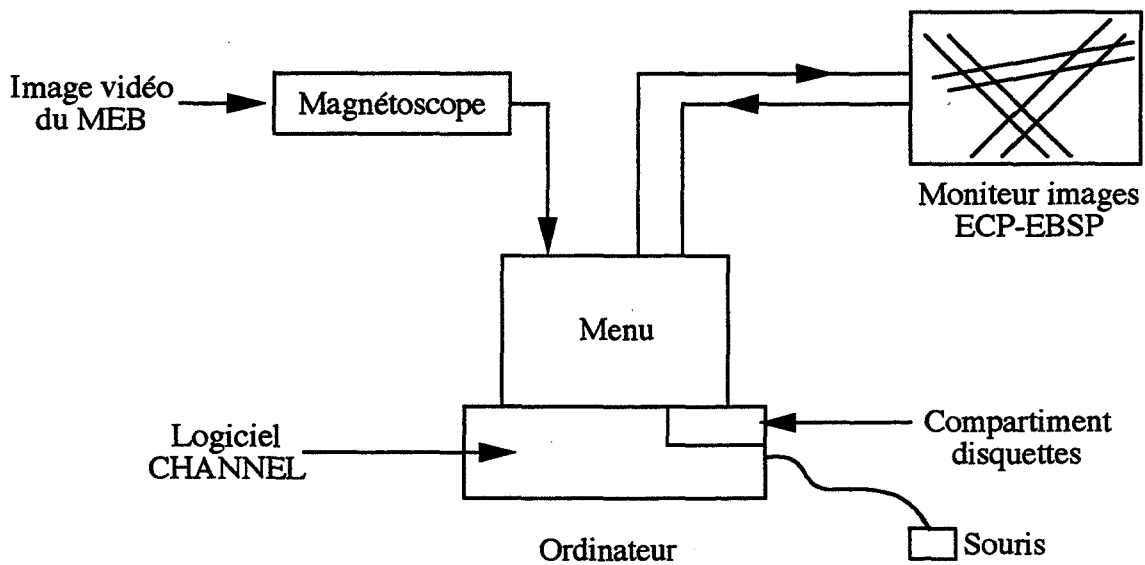 Image vidéo
du MEB
Magnétoscope
Moniteur images
ECP-EBSP
Menu
Logiciel
CHANNEL
Compartiment
disquettes
Ordinateur
Souris